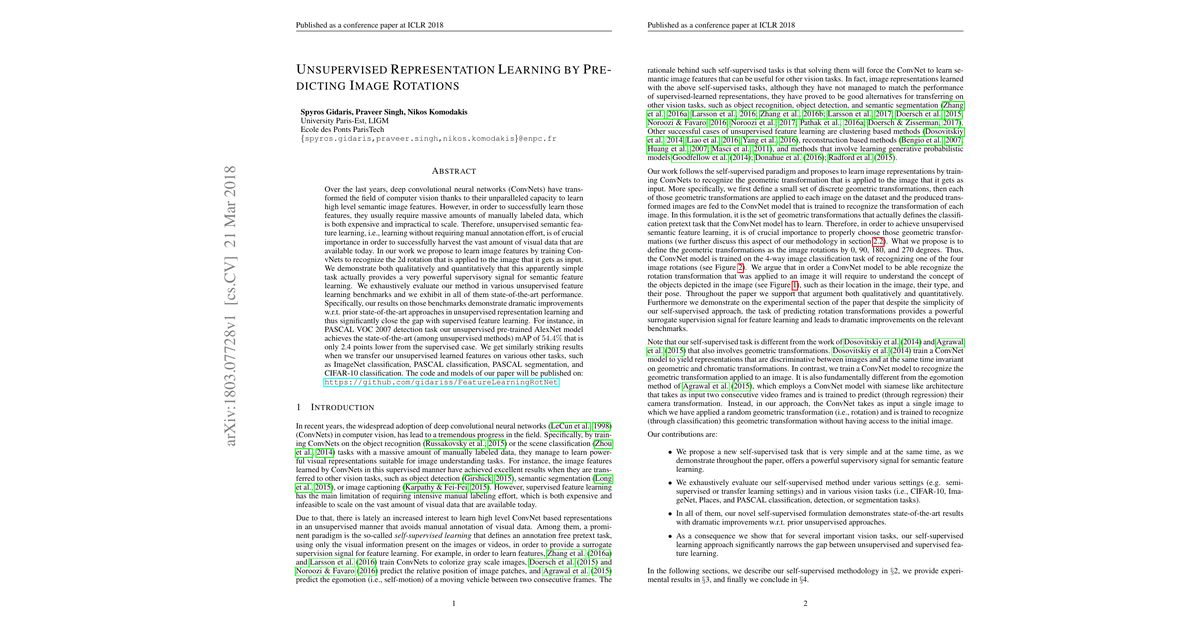 arXiv:1803.07728v1 [cs.CV] 21 Mar 2018
Published as a conference paper at ICLR 2018
UNSUPERVISED REPRESENTATION LEARNING BY PRE-
DICTING IMAGE ROTATIONS
Spyros Gidaris, Praveer Singh, Nikos Komodakis
University Paris-Est, LIGM
Ecole des Ponts ParisTech
{spyros.gidaris,praveer.singh,nikos.komodakis}@enpc.fr
ABSTRACT
Over the last years, deep convolutional neural networks (ConvNets) have trans-
formed the field of computer vision thanks to their unparalleled capacity to learn
high level semantic image features. However, in order to successfully learn those
features, they usually require massive amounts of manually labeled data, which
is both expensive and impractical to scale. Therefore, unsupervised semantic fea-
ture learning, i.e., learning without requiring manual annotation effort, is of crucial
importance in order to successfully harvest the vast amount of visual data that are
available today. In our work we propose to learn image features by training Con-
vNets to recognize the 2d rotation that is applied to the image that it gets as input.
We demonstrate both qualitatively and quantitatively that this apparently simple
task actually provides a very powerful supervisory signal for semantic feature
learning. We exhaustively evaluate our method in various unsupervised feature
learning benchmarks and we exhibit in all of them state-of-the-art performance.
Specifically, our results on those benchmarks demonstrate dramatic improvements
w.r.t. prior state-of-the-art approaches in unsupervised representation learning and
thus significantly close the gap with supervised feature learning. For instance, in
PASCAL VOC 2007 detection task our unsupervised pre-trained AlexNet model
achieves the state-of-the-art (among unsupervised methods) mAP of 54.4% that is
only 2.4 points lower from the supervised case. We get similarly striking results
when we transfer our unsupervised learned features on various other tasks, such
as ImageNet classification, PASCAL classification, PASCAL segmentation, and
CIFAR-10 classification. The code and models of our paper will be published on:
https://github.com/gidariss/FeatureLearningRotNet
1 INTRODUCTION
In recent years, the widespread adoption of deep convolutional neural networks (LeCun et al., 1998)
(ConvNets) in computer vision, has lead to a tremendous progress in the field. Specifically, by train-
ing ConvNets on the object recognition (Russakovsky et al., 2015) or the scene classification (Zhou
et al., 2014) tasks with a massive amount of manually labeled data, they manage to learn power-
ful visual representations suitable for image understanding tasks. For instance, the image features
learned by ConvNets in this supervised manner have achieved excellent results when they are trans-
ferred to other vision tasks, such as object detection (Girshick, 2015), semantic segmentation (Long
et al., 2015), or image captioning (Karpathy & Fei-Fei, 2015). However, supervised feature learning
has the main limitation of requiring intensive manual labeling effort, which is both expensive and
infeasible to scale on the vast amount of visual data that are available today.
Due to that, there is lately an increased interest to learn high level ConvNet based representations
in an unsupervised manner that avoids manual annotation of visual data. Among them, a promi-
nent paradigm is the so-called self-supervised learning that defines an annotation free pretext task,
using only the visual information present on the images or videos, in order to provide a surrogate
supervision signal for feature learning. For example, in order to learn features, Zhang et al. (2016a)
and Larsson et al. (2016) train ConvNets to colorize gray scale images, Doersch et al. (2015) and
Noroozi & Favaro (2016) predict the relative position of image patches, and Agrawal et al. (2015)
predict the egomotion (i.e., self-motion) of a moving vehicle between two consecutive frames. The
1
Published as a conference paper at ICLR 2018
rationale behind such self-supervised tasks is that solving them will force the ConvNet to learn se-
mantic image features that can be useful for other vision tasks. In fact, image representations learned
with the above self-supervised tasks, although they have not managed to match the performance
of supervised-learned representations, they have proved to be good alternatives for transferring on
other vision tasks, such as object recognition, object detection, and semantic segmentation (Zhang
et al., 2016a; Larsson et al., 2016; Zhang et al., 2016b; Larsson et al., 2017; Doersch et al., 2015;
Noroozi & Favaro, 2016; Noroozi et al., 2017; Pathak et al., 2016a; Doersch & Zisserman, 2017).
Other successful cases of unsupervised feature learning are clustering based methods (Dosovitskiy
et al., 2014; Liao et al., 2016; Yang et al., 2016), reconstruction based methods (Bengio et al., 2007;
Huang et al., 2007; Masci et al., 2011), and methods that involve learning generative probabilistic
models Goodfellow et al. (2014); Donahue et al. (2016); Radford et al. (2015).
Our work follows the self-supervised paradigm and proposes to learn image representations by train-
ing ConvNets to recognize the geometric transformation that is applied to the image that it gets as
input. More specifically, we first define a small set of discrete geometric transformations, then each
of those geometric transformations are applied to each image on the dataset and the produced trans-
formed images are fed to the ConvNet model that is trained to recognize the transformation of each
image. In this formulation, it is the set of geometric transformations that actually defines the classifi-
cation pretext task that the ConvNet model has to learn. Therefore, in order to achieve unsupervised
semantic feature learning, it is of crucial importance to properly choose those geometric transfor-
mations (we further discuss this aspect of our methodology in section 2.2). What we propose is to
define the geometric transformations as the image rotations by 0, 90, 180, and 270 degrees. Thus,
the ConvNet model is trained on the 4-way image classification task of recognizing one of the four
image rotations (see Figure 2). We argue that in order a ConvNet model to be able recognize the
rotation transformation that was applied to an image it will require to understand the concept of
the objects depicted in the image (see Figure 1), such as their location in the image, their type, and
their pose. Throughout the paper we support that argument both qualitatively and quantitatively.
Furthermore we demonstrate on the experimental section of the paper that despite the simplicity of
our self-supervised approach, the task of predicting rotation transformations provides a powerful
surrogate supervision signal for feature learning and leads to dramatic improvements on the relevant
benchmarks.
Note that our self-supervised task is different from the work of Dosovitskiy et al. (2014) and Agrawal
et al. (2015) that also involves geometric transformations. Dosovitskiy et al. (2014) train a ConvNet
model to yield representations that are discriminative between images and at the same time invariant
on geometric and chromatic transformations. In contrast, we train a ConvNet model to recognize the
geometric transformation applied to an image. It is also fundamentally different from the egomotion
method of Agrawal et al. (2015), which employs a ConvNet model with siamese like architecture
that takes as input two consecutive video frames and is trained to predict (through regression) their
camera transformation. Instead, in our approach, the ConvNet takes as input a single image to
which we have applied a random geometric transformation (i.e., rotation) and is trained to recognize
(through classification) this geometric transformation without having access to the initial image.
Our contributions are:
• We propose a new self-supervised task that is very simple and at the same time, as we
demonstrate throughout the paper, offers a powerful supervisory signal for semantic feature
learning.
• We exhaustively evaluate our self-supervised method under various settings (e.g. semi-
supervised or transfer learning settings) and in various vision tasks (i.e., CIFAR-10, Ima-
geNet, Places, and PASCAL classification, detection, or segmentation tasks).
• In all of them, our novel self-supervised formulation demonstrates state-of-the-art results
with dramatic improvements w.r.t. prior unsupervised approaches.
• As a consequence we show that for several important vision tasks, our self-supervised
learning approach significantly narrows the gap between unsupervised and supervised fea-
ture learning.
In the following sections, we describe our self-supervised methodology in §2, we provide experi-
mental results in §3, and finally we conclude in §4.
2